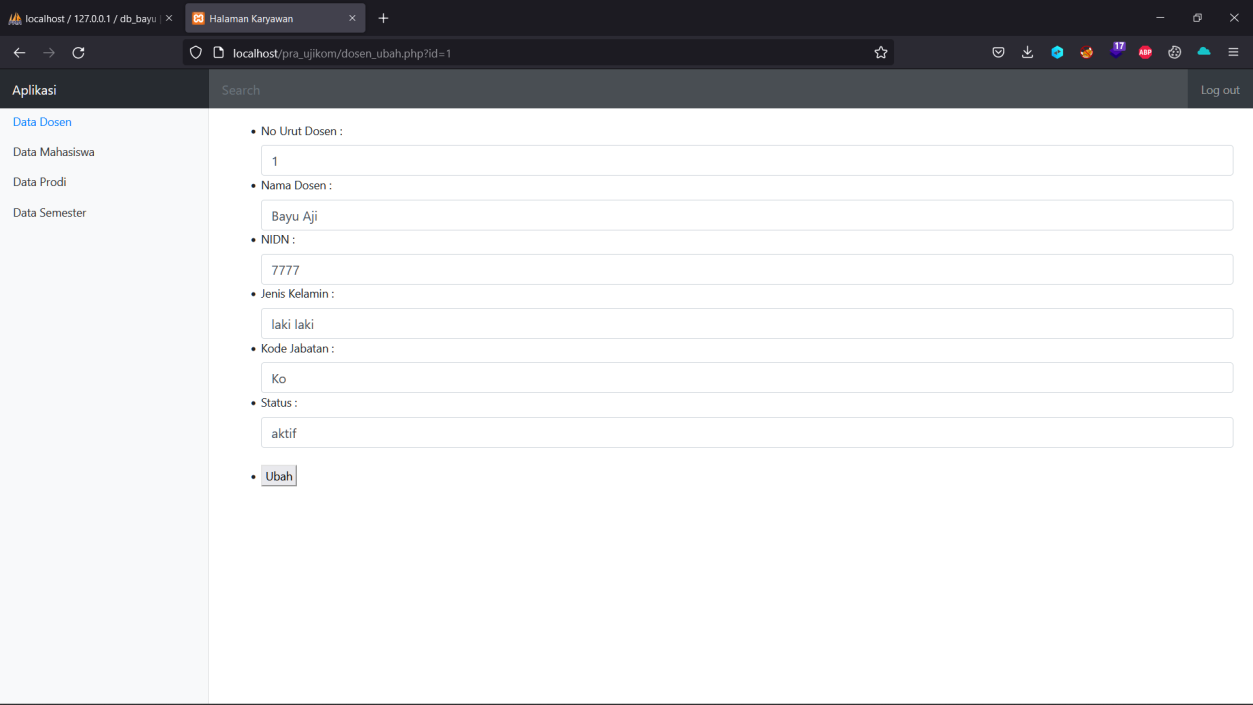 localhost / 127.0.0.1 / db_bayu |
Halaman Karyawan
localhost/pra_ujikom/dosen_ubah.php?id=1
17
ABP
Aplikasi
Search
Log out
Data Dosen
Data Mahasiswa
Data Prodi
Data Semester
No Urut Dosen :
1
Nama Dosen :
Bayu Aji
NIDN :
7777
Jenis Kelamin :
laki laki
Kode Jabatan :
Ko
Status :
aktif
Ubah